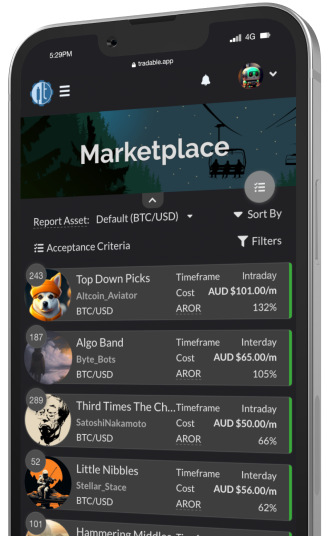 5:29PM
4G
tradable.app
Marketplace
Report Asset: Default (BTC/USD)
Sort By
Acceptance Criteria
Filters
243
Top Down Picks
Timeframe Intraday
Altcoin_Aviator
Cost AUD $101.00/m
BTC/USD
AROR 132%
187
Algo Band
Timeframe Interday
Byte_Bots
Cost AUD $65.00/m
BTC/USD
AROR 105%
289
Third Times The Ch...
Timeframe Intraday
SatoshiNakamoto
Cost AUD $50.00/m
BTC/USD
AROR 66%
52
Little Nibbles
Timeframe Interday
Stellar_Stace
Cost AUD $56.00/m
BTC/USD
AROR 62%
101
Hammering Middles